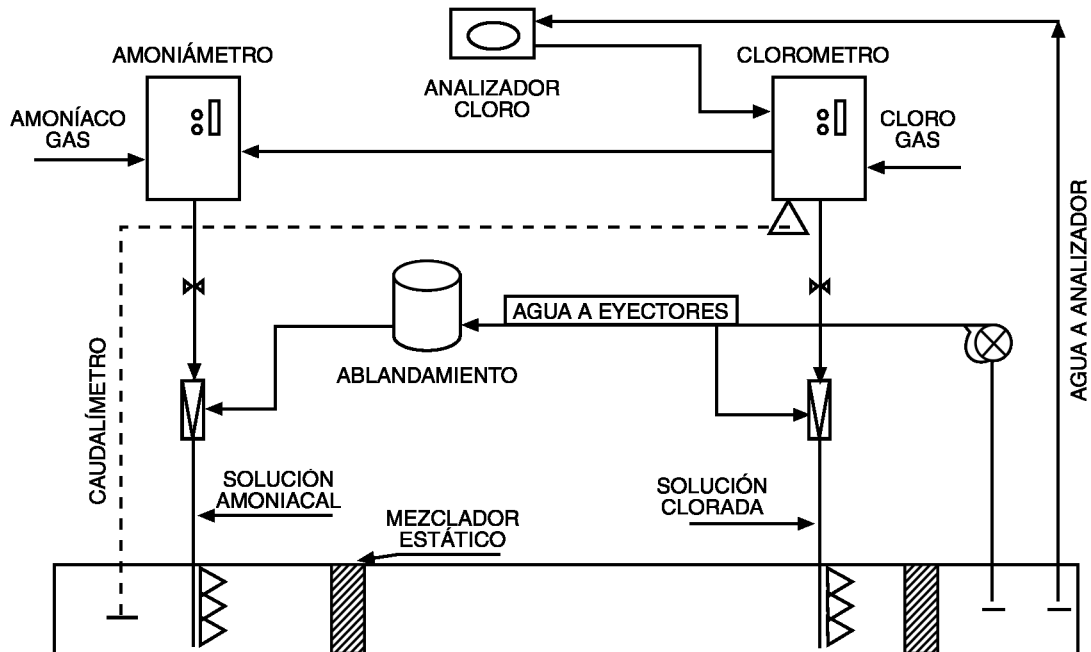 AMONIÁMETRO
CLOROMETRO
ANALIZADOR
CLORO
AMONÍACO
GAS
CLORO
GAS
AGUA A ANALIZADOR
AGUA A EYECTORES
ABLANDAMIENTO
CAUDALÍMETRO
SOLUCIÓN
AMONIACAL
MEZCLADOR
ESTÁTICO
SOLUCIÓN
CLORADA